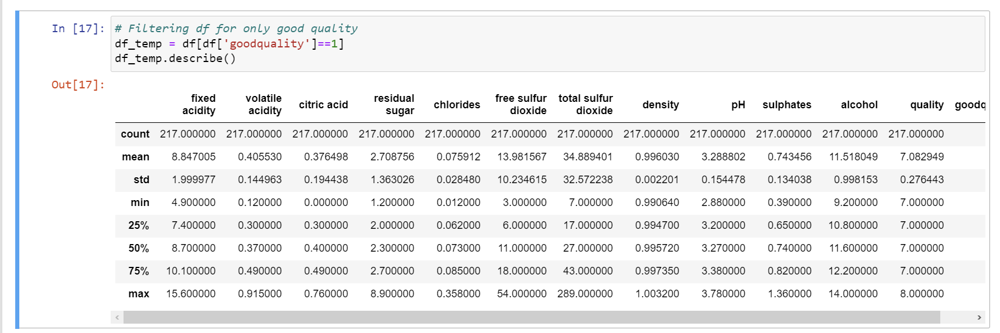 In [17]: # Filtering df for only good quality
df_temp = df[df['goodquality']==1]
df_temp.describe()
Out[17]:
fixed acidity volatile acidity citric acid residual sugar chlorides free sulfur dioxide total sulfur dioxide density pH sulphates alcohol quality goodq
count 217.000000 217.000000 217.000000 217.000000 217.000000 217.000000 217.000000 217.000000 217.000000 217.000000 217.000000 217.000000
mean 8.847005 0.405530 0.376498 2.708756 0.075912 13.981567 34.889401 0.996030 3.288802 0.743456 11.518049 7.082949
std 1.999977 0.144963 0.194438 1.363026 0.028480 10.234615 32.572238 0.002201 0.154478 0.134038 0.998153 0.276443
min 4.900000 0.120000 0.000000 1.200000 0.012000 3.000000 7.000000 0.990640 2.880000 0.390000 9.200000 7.000000
25% 7.400000 0.300000 0.300000 2.000000 0.062000 6.000000 17.000000 0.994700 3.200000 0.650000 10.800000 7.000000
50% 8.700000 0.370000 0.400000 2.300000 0.073000 11.000000 27.000000 0.995720 3.270000 0.740000 11.600000 7.000000
75% 10.100000 0.490000 0.490000 2.700000 0.085000 18.000000 43.000000 0.997350 3.380000 0.820000 12.200000 7.000000
max 15.600000 0.915000 0.760000 8.900000 0.358000 54.000000 289.000000 1.003200 3.780000 1.360000 14.000000 8.000000